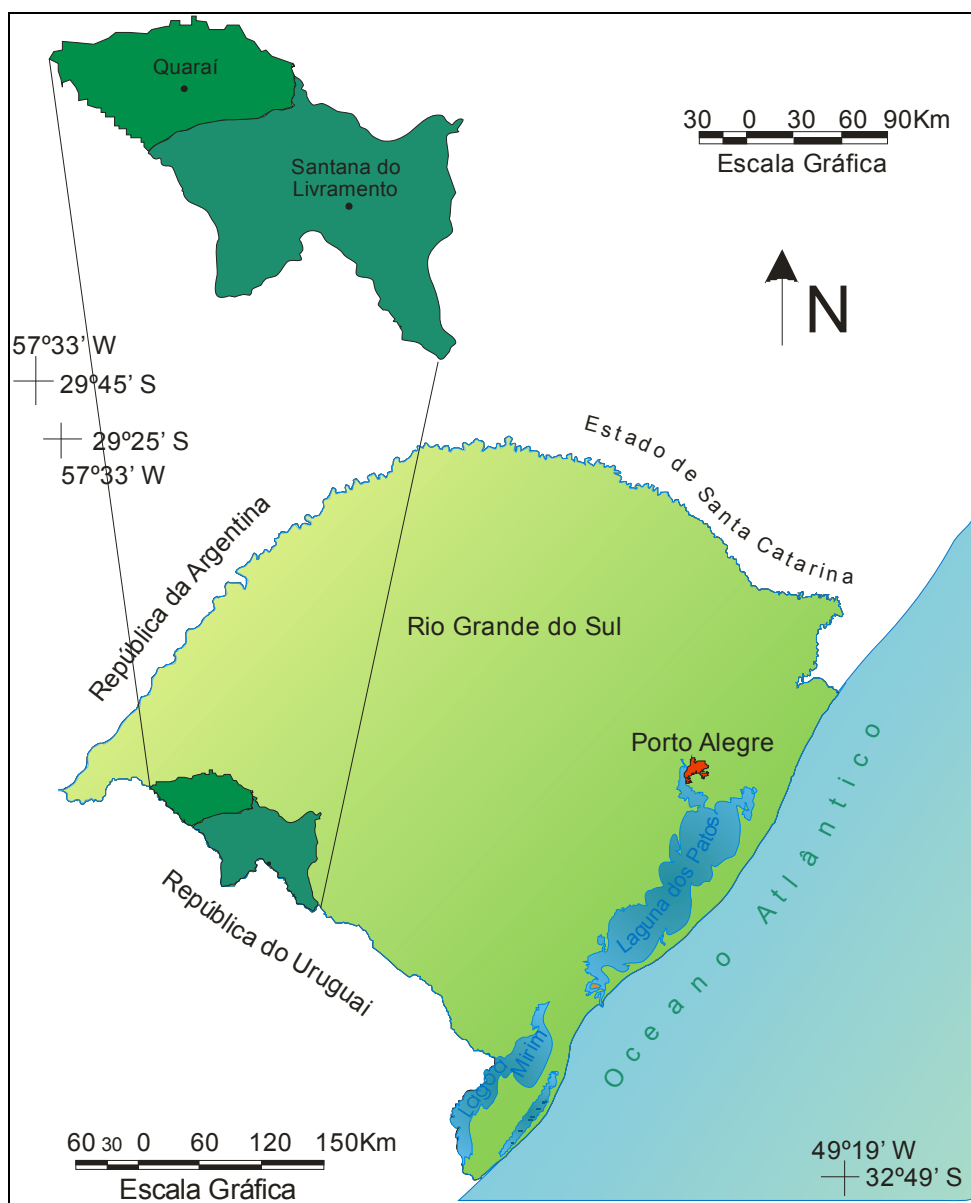 Quaraí
Santana do
Livramento
30 0 30 60 90Km
Escala Gráfica
N
57º33' W
29º45' S
29º25' S
57º33' W
Estado de Santa Catarina
República da Argentina
Rio Grande do Sul
Porto Alegre
Laguna dos Patos
Oceano Atlântico
República do Uruguai
Lagoa
Mirim
60 30 0 60 120 150Km
Escala Gráfica
49º19' W
32º49' S